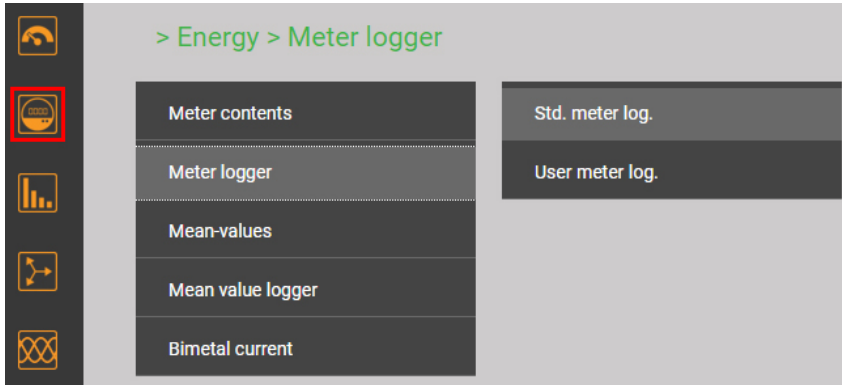 > Energy > Meter logger
Meter contents
Meter logger
Mean-values
Mean value logger
Bimetal current
Std. meter log.
User meter log.